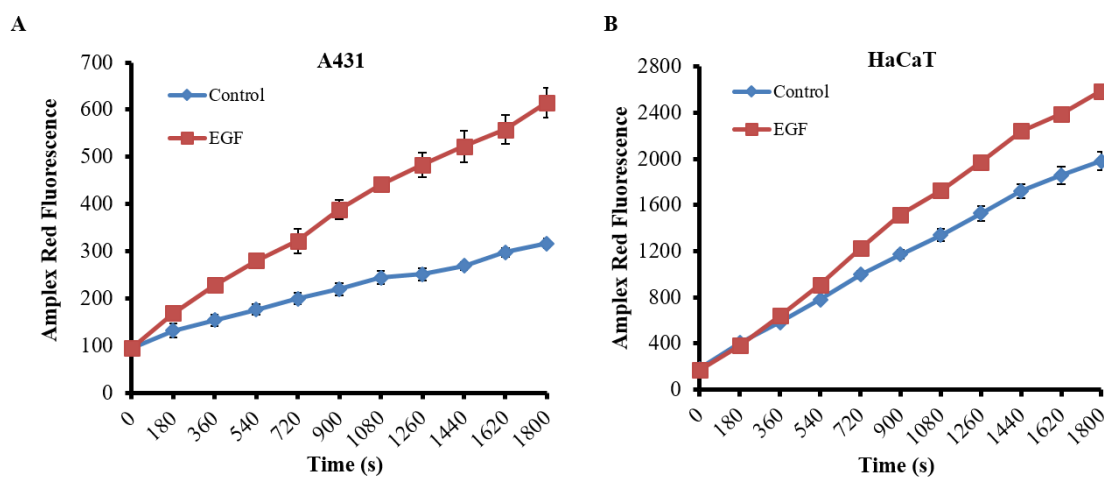 A
A431
700
600
500
400
300
200
100
0
Amplex Red Fluorescence
Control
EGF
0 180 360 540 720 900 1080 1260 1440 1620 1800
Time (s)
B
HaCaT
2800
2400
2000
1600
1200
800
400
0
Amplex Red Fluorescence
Control
EGF
0 180 360 540 720 900 1080 1260 1440 1620 1800
Time (s)